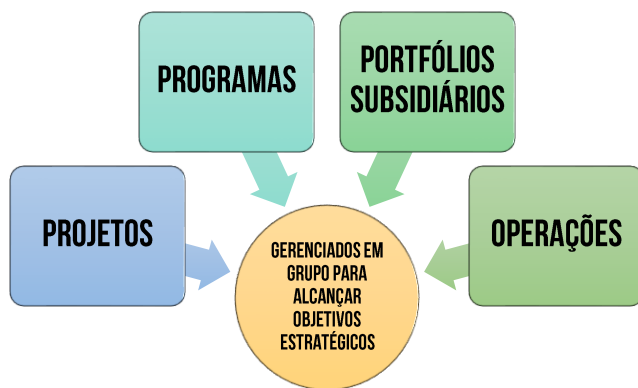 PROGRAMAS
PORTFÓLIOS
SUBSIDIÁRIOS
PROJETOS
OPERAÇÕES
GERENCIADOS EM
GRUPO PARA
ALCANÇAR
OBJETIVOS
ESTRATÉGICOS